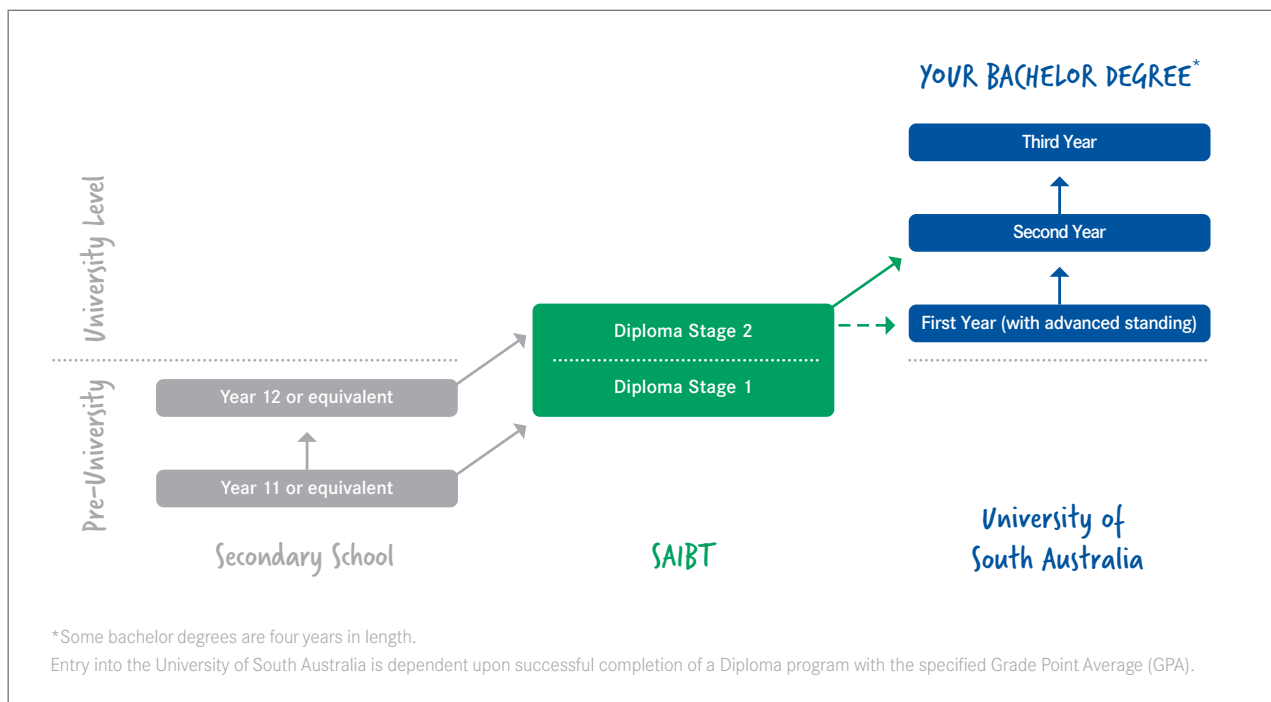 YOUR BACHELOR DEGREE*
Third Year
Second Year
First Year (with advanced standing)
University Level
Diploma Stage 2
Diploma Stage 1
Year 12 or equivalent
Year 11 or equivalent
Pre-University
Secondary School
SAIBT
University of
South Australia
*Some bachelor degrees are four years in length.
Entry into the University of South Australia is dependent upon successful completion of a Diploma program with the specified Grade Point Average (GPA).